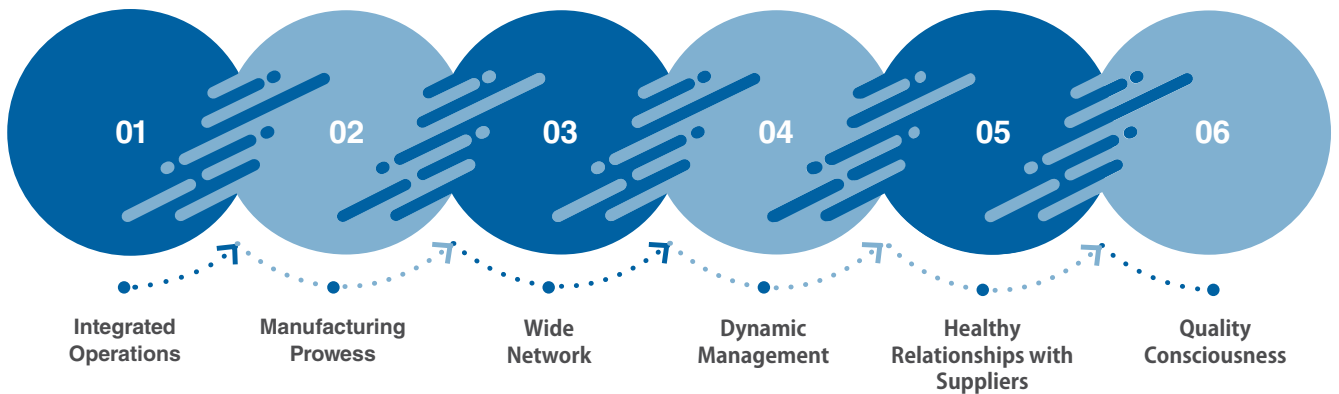 01
02
03
04
05
06
Integrated
Operations
Manufacturing
Prowess
Wide
Network
Dynamic
Management
Healthy
Relationships with
Suppliers
Quality
Consciousness